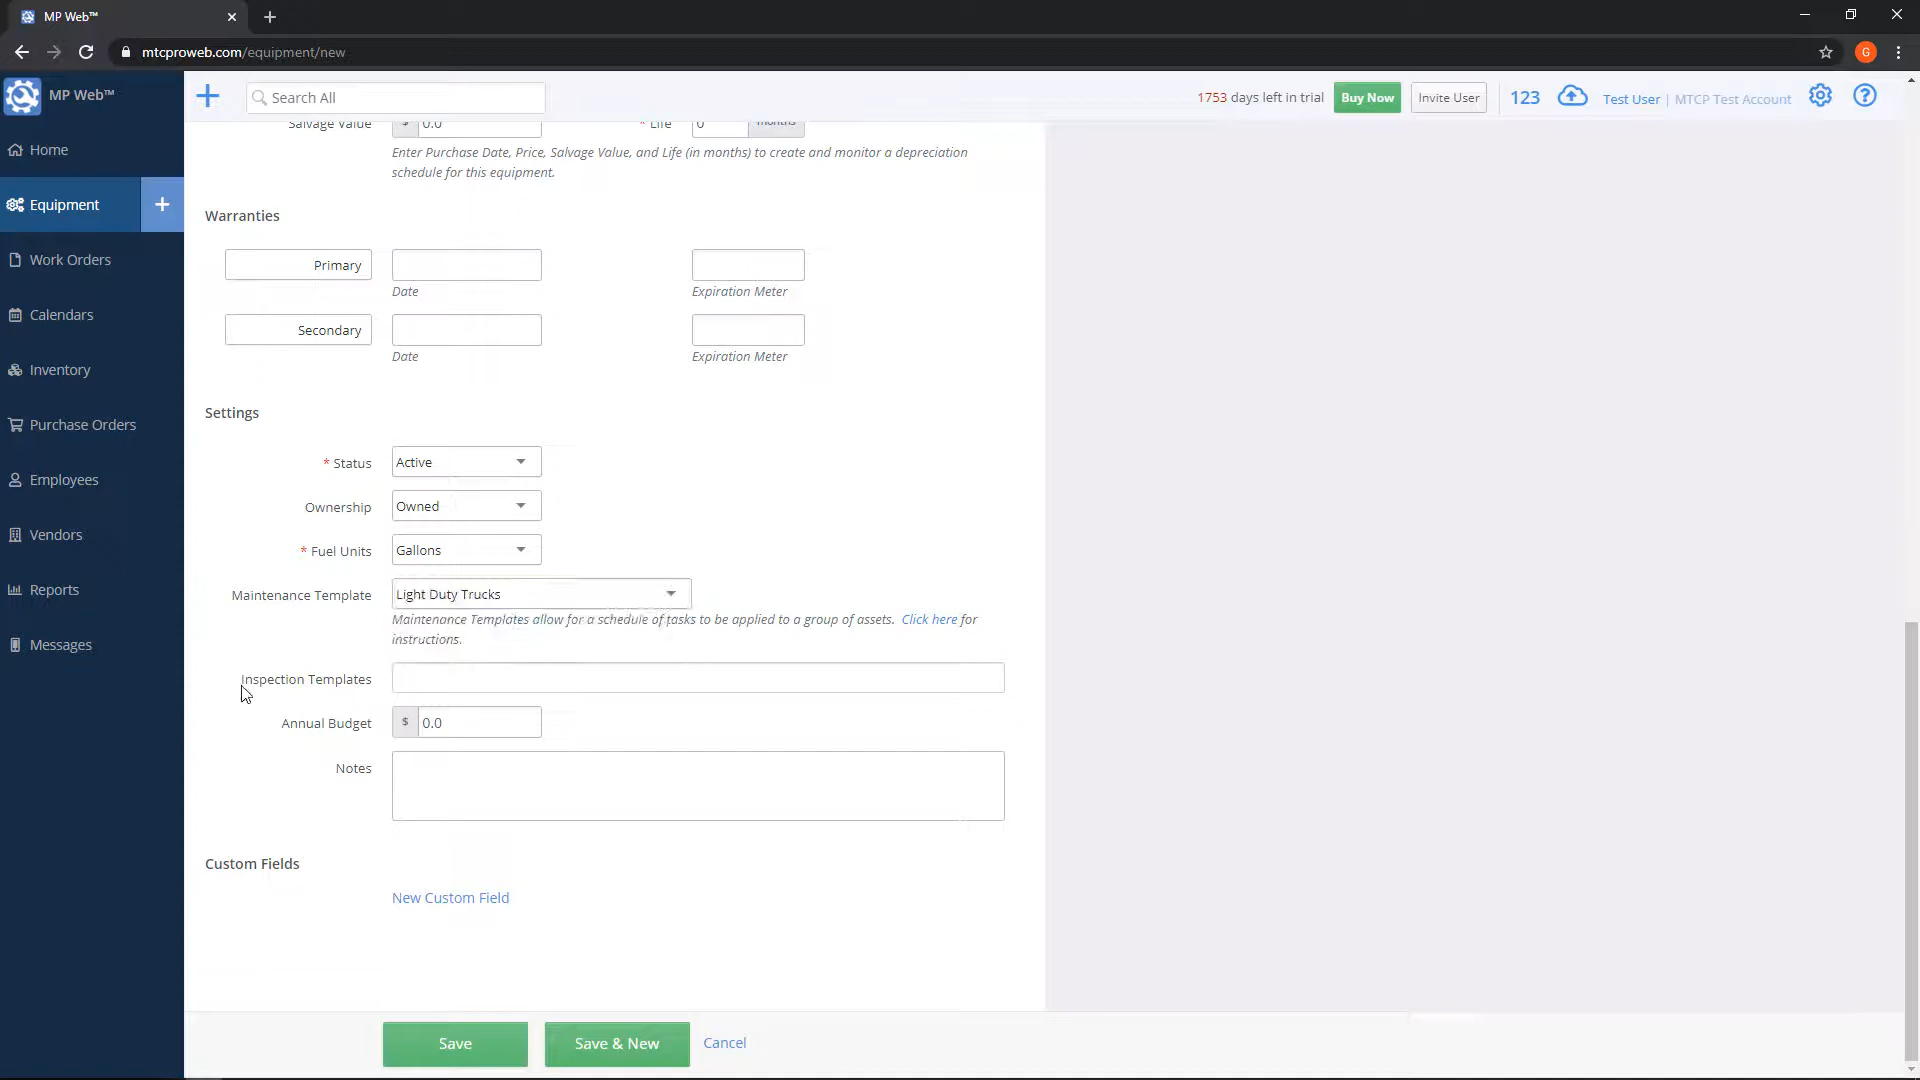 MP Web™
mtcproweb.com/equipment/new
G
MP Web™
Search All
1753 days left in trial
Buy Now
Invite User
123
Test User | MTCP Test Account
Home
Equipment
Work Orders
Calendars
Inventory
Purchase Orders
Employees
Vendors
Reports
Messages
Salvage Value $ 0.0 * Life 0 months
Enter Purchase Date, Price, Salvage Value, and Life (in months) to create and monitor a depreciation
schedule for this equipment.
Warranties
Primary
Date Expiration Meter
Secondary
Date Expiration Meter
Settings
* Status Active
Ownership Owned
* Fuel Units Gallons
Maintenance Template Light Duty Trucks
Maintenance Templates allow for a schedule of tasks to be applied to a group of assets. Click here for
instructions.
Inspection Templates
Annual Budget $ 0.0
Notes
Custom Fields
New Custom Field
Save Save & New Cancel